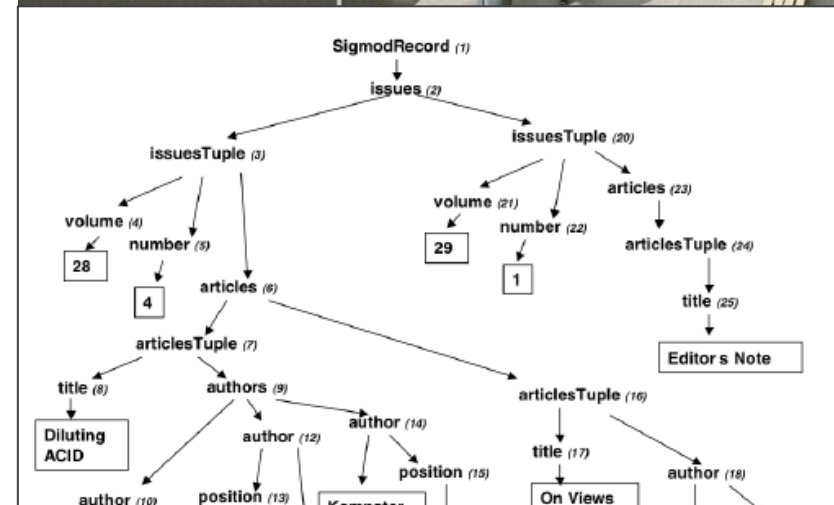 SigmodRecord (1)
issues (2)
issuesTuple (3)
issuesTuple (20)
volume (4)
number (5)
28
4
articles (6)
volume (21)
number (22)
29
1
articles (23)
articlesTuple (24)
title (25)
Editor s Note
articlesTuple (7)
title (8)
authors (9)
Diluting
ACID
author (12)
author (14)
position (15)
author (10)
position (13)
articlesTuple (16)
title (17)
author (18)
On Views